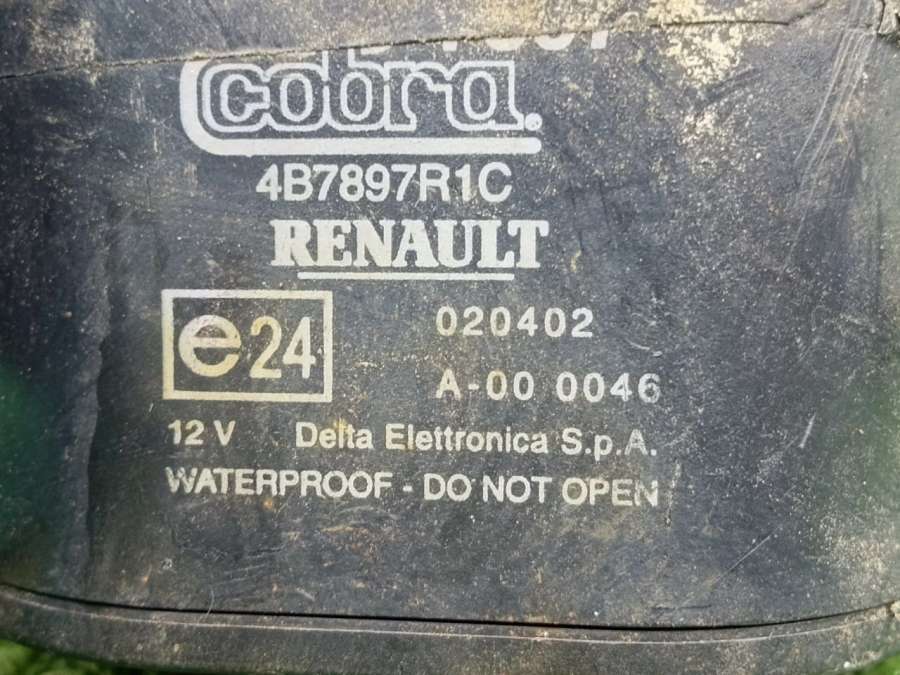 cobra.
4B7897R1C
RENAULT
e24
020402
A-00 0046
12 V Delta Elettronica S.p.A.
WATERPROOF - DO NOT OPEN